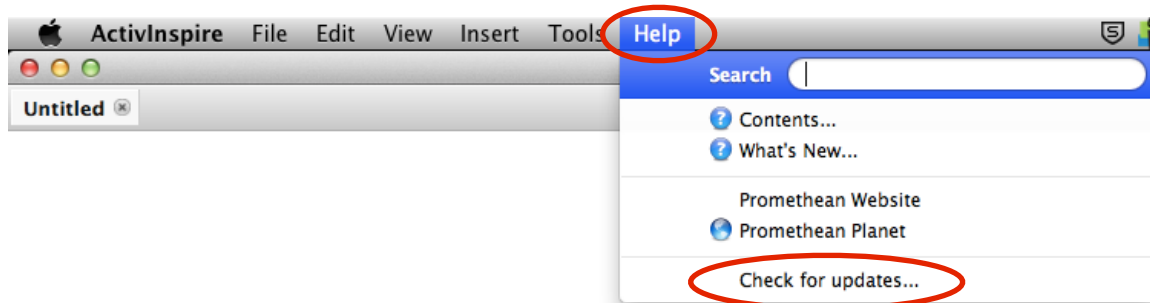 ActivInspire File Edit View Insert Tools Help
Search
Untitled
Contents...
What's New...
Promethean Website
Promethean Planet
Check for updates...